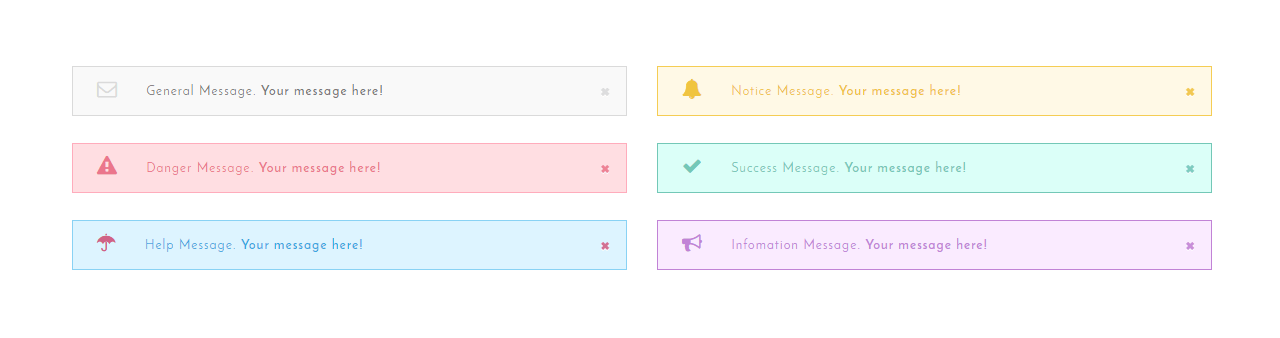 General Message. Your message here!
Notice Message. Your message here!
Danger Message. Your message here!
Success Message. Your message here!
Help Message. Your message here!
Infomation Message. Your message here!